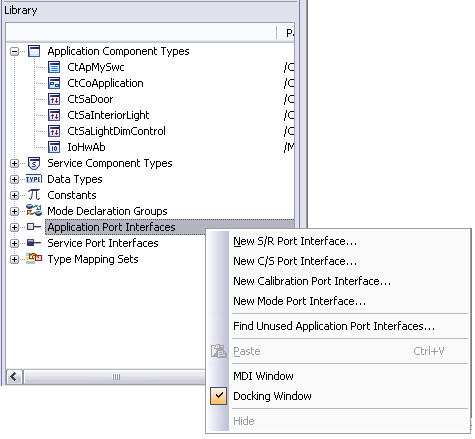 Library
Pa
Application Component Types
CtApMySwc /C
CtCoApplication /C
CtSaDoor /C
CtSaInteriorLight /C
CtSaLightDimControl /C
IoHwAb /M
Service Component Types
TYPE Data Types
Constants
Mode Declaration Groups
Application Port Interfaces
Service Port Interfaces
Type Mapping Sets
New S/R Port Interface...
New C/S Port Interface...
New Calibration Port Interface...
New Mode Port Interface...
Find Unused Application Port Interfaces...
Paste Ctrl+V
MDI Window
Docking Window
Hide